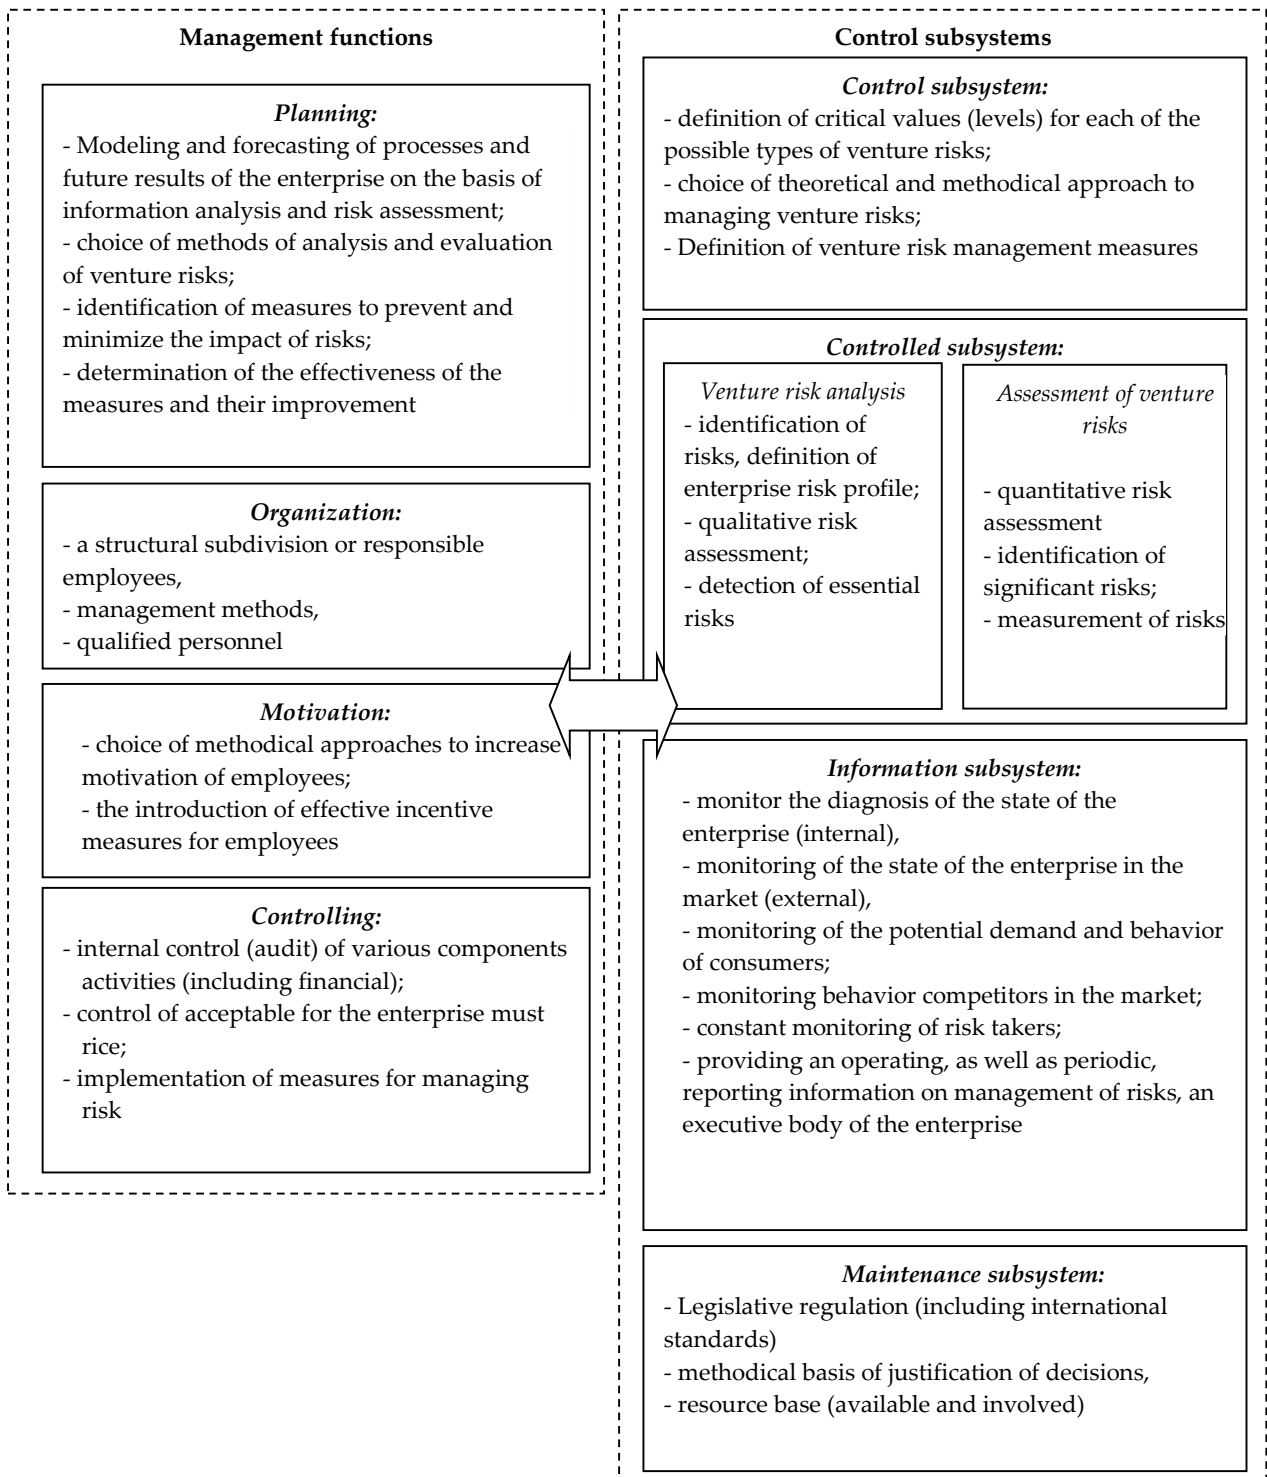 Management functions
Planning:
- Modeling and forecasting of processes and
future results of the enterprise on the basis of
information analysis and risk assessment;
- choice of methods of analysis and evaluation
of venture risks;
- identification of measures to prevent and
minimize the impact of risks;
- determination of the effectiveness of the
measures and their improvement
Organization:
- a structural subdivision or responsible
employees,
- management methods,
- qualified personnel
Motivation:
- choice of methodical approaches to increase
motivation of employees;
- the introduction of effective incentive
measures for employees
Controlling:
- internal control (audit) of various components
activities (including financial);
- control of acceptable for the enterprise must
rice;
- implementation of measures for managing
risk
Control subsystems
Control subsystem:
- definition of critical values (levels) for each of the
possible types of venture risks;
- choice of theoretical and methodical approach to
managing venture risks;
- Definition of venture risk management measures
Controlled subsystem:
Venture risk analysis
- identification of
risks, definition of
enterprise risk profile;
- qualitative risk
assessment;
- detection of essential
risks
Assessment of venture
risks
- quantitative risk
assessment
- identification of
significant risks;
- measurement of risks
Information subsystem:
- monitor the diagnosis of the state of the
enterprise (internal),
- monitoring of the state of the enterprise in the
market (external),
- monitoring of the potential demand and behavior
of consumers;
- monitoring behavior competitors in the market;
- constant monitoring of risk takers;
- providing an operating, as well as periodic,
reporting information on management of risks, an
executive body of the enterprise
Maintenance subsystem:
- Legislative regulation (including international
standards)
- methodical basis of justification of decisions,
- resource base (available and involved)